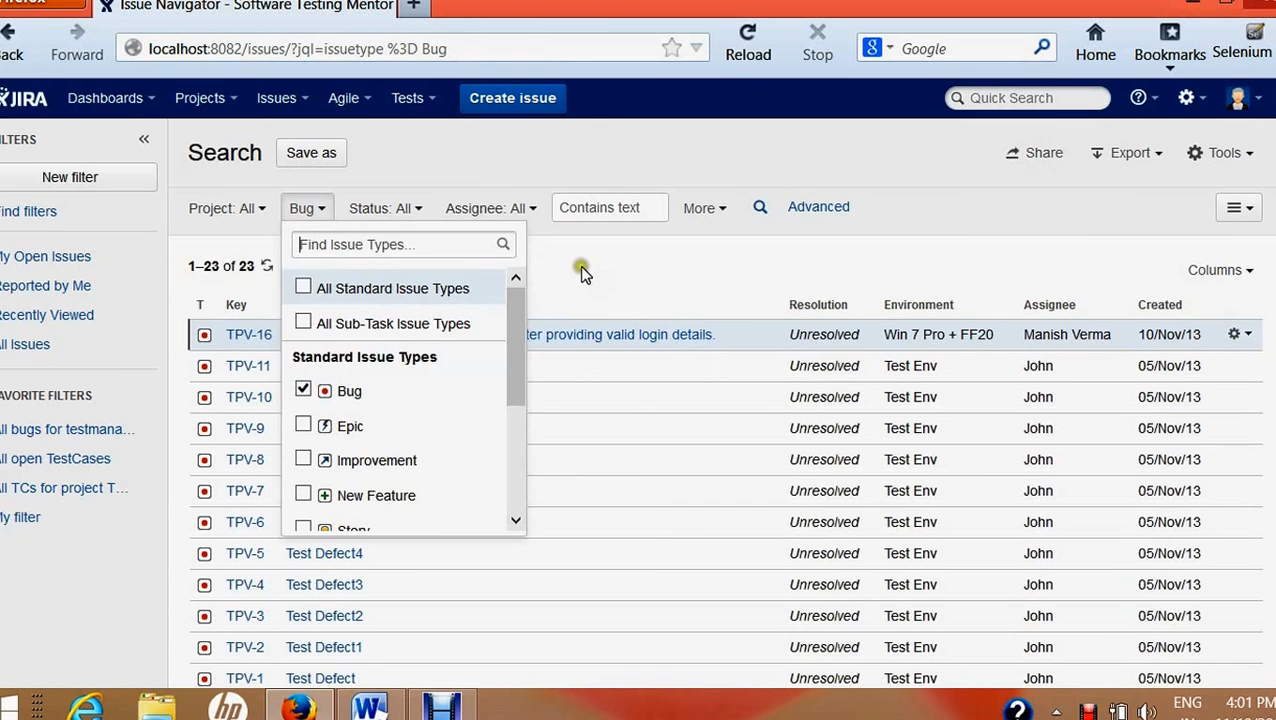 Issue Navigator - Software Testing Mentor
Back
Forward
localhost:8082/issues/?jql=issuetype %3D Bug
Reload
Stop
Google
Home
Bookmarks
Selenium
JIRA
Dashboards
Projects
Issues
Agile
Tests
Create issue
Quick Search
ILTERS
New filter
ind filters
y Open Issues
eported by Me
ecently Viewed
ll Issues
AVORITE FILTERS
ll bugs for testmana...
ll open TestCases
ll TCs for project T...
y filter
Search
Save as
Share
Export
Tools
Project: All
Bug
Status: All
Assignee: All
Contains text
More
Advanced
Find Issue Types...
All Standard Issue Types
All Sub-Task Issue Types
Standard Issue Types
Bug
Epic
Improvement
New Feature
Story
1–23 of 23
Columns
T Key Resolution Environment Assignee Created
TPV-16 ter providing valid login details. Unresolved Win 7 Pro + FF20 Manish Verma 10/Nov/13
TPV-11 Unresolved Test Env John 05/Nov/13
TPV-10 Unresolved Test Env John 05/Nov/13
TPV-9 Unresolved Test Env John 05/Nov/13
TPV-8 Unresolved Test Env John 05/Nov/13
TPV-7 Unresolved Test Env John 05/Nov/13
TPV-6 Unresolved Test Env John 05/Nov/13
TPV-5 Test Defect4 Unresolved Test Env John 05/Nov/13
TPV-4 Test Defect3 Unresolved Test Env John 05/Nov/13
TPV-3 Test Defect2 Unresolved Test Env John 05/Nov/13
TPV-2 Test Defect1 Unresolved Test Env John 05/Nov/13
TPV-1 Test Defect Unresolved Test Env John 05/Nov/13
ENG
4:01 PM